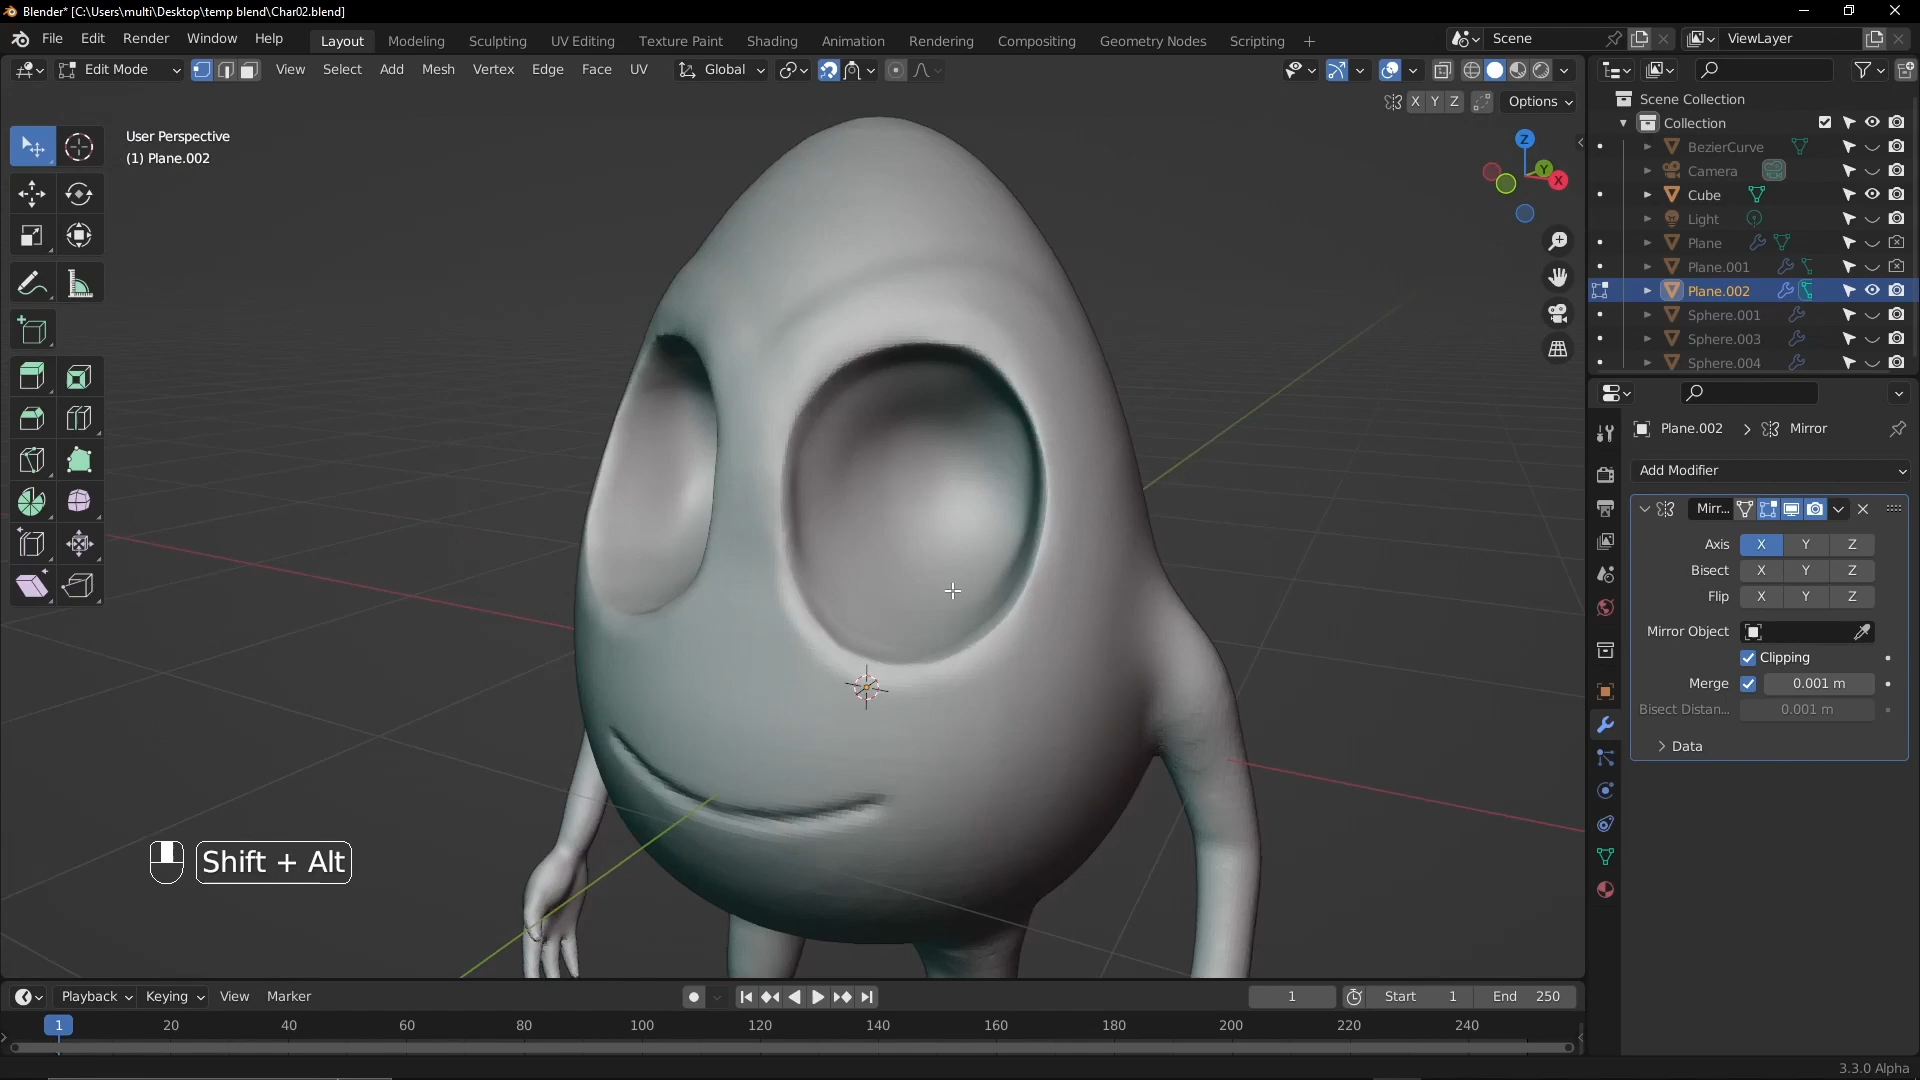 Blender* [C:\Users\multi\Desktop\temp blend\Char02.blend]
File Edit Render Window Help
Layout Modeling Sculpting UV Editing Texture Paint Shading Animation Rendering Compositing Geometry Nodes Scripting +
Scene
ViewLayer
Edit Mode
View Select Add Mesh Vertex Edge Face UV
Global
X Y Z
Options
User Perspective
(1) Plane.002
Z
Y
X
Shift + Alt
Scene Collection
Collection
BezierCurve
Camera
Cube
Light
Plane
Plane.001
Plane.002
Sphere.001
Sphere.003
Sphere.004
Plane.002 > Mirror
Add Modifier
Mirr...
Axis X Y Z
Bisect X Y Z
Flip X Y Z
Mirror Object
Clipping
Merge 0.001 m
Bisect Distan... 0.001 m
Data
Playback Keying View Marker
1
Start 1
End 250
1 20 40 60 80 100 120 140 160 180 200 220 240
3.3.0 Alpha